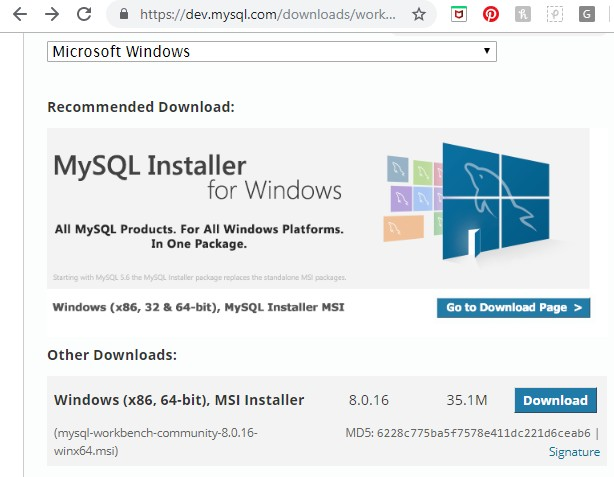 https://dev.mysql.com/downloads/work...
Microsoft Windows
Recommended Download:
MySQL Installer
for Windows
All MySQL Products. For All Windows Platforms.
In One Package.
Starting with MySQL 5.6 the MySQL Installer package replaces the standalone MSI packages.
Windows (x86, 32 & 64-bit), MySQL Installer MSI Go to Download Page >
Other Downloads:
Windows (x86, 64-bit), MSI Installer 8.0.16 35.1M Download
(mysql-workbench-community-8.0.16- MD5: 6228c775ba5f7578e411dc221d6ceab6 |
winx64.msi) Signature